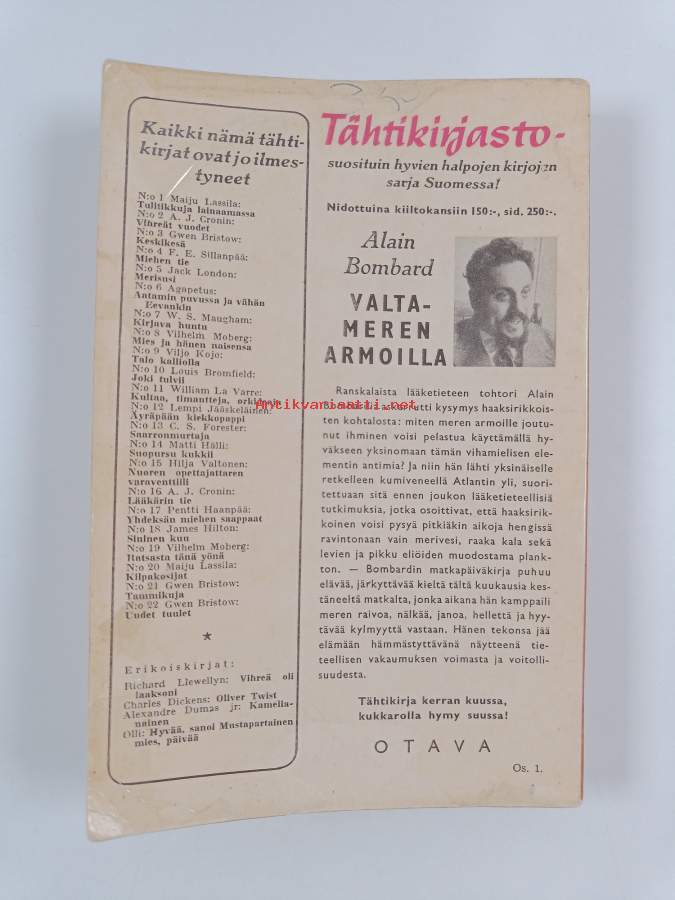 Kaikki nämä tähti-
kirjat ovat jo ilmes-
tyneet
N:o 1 Maiju Lassila:
Tulitikkuja lainaamassa
N:o 2 A. J. Cronin:
Vihreät vuodet
N:o 3 Gwen Bristow:
Keskikesä
N:o 4 F. E. Sillanpää:
Miehen tie
N:o 5 Jack London:
Merisusi
N:o 6 Agapetus:
Aatamin puvussa ja vähän
Eevankin
N:o 7 W. S. Maugham:
Kirjava huntu
N:o 8 Vilhelm Moberg:
Mies ja hänen naisensa
N:o 9 Viljo Kojo:
Talo kalliolla
N:o 10 Louis Bromfield:
Joki tulvii
N:o 11 William La Varre:
Kultaa, timantteja, orkideoja
N:o 12 Lempi Jääskeläinen:
Äyräpään kiekkopappi
N:o 13 C. S. Forester:
Saarronmurtaja
N:o 14 Matti Hälli:
Suopursu kukkii
N:o 15 Hilja Valtonen:
Nuoren opettajattaren
varaventtiili
N:o 16 A. J. Cronin:
Lääkärin tie
N:o 17 Pentti Haanpää:
Yhdeksän miehen saappaat
N:o 18 James Hilton:
Sininen kuu
N:o 19 Vilhelm Moberg:
Ratsasta tänä yönä
N:o 20 Maiju Lassila:
Kilpakosijat
N:o 21 Gwen Bristow:
Tammikuja
N:o 22 Gwen Bristow:
Uudet tuulet
★
Erikoiskirjat:
Richard Llewellyn: Vihreä oli
laaksoni
Charles Dickens: Oliver Twist
Alexandre Dumas jr: Kamelia-
nainen
Olli: Hyvää, sanoi Mustapartainen
mies, päivää
Tähtikirjasto-
suosituin hyvien halpojen kirjojen
sarja Suomessa!
Nidottuina kiiltokansiin 150:-, sid. 250:-.
Alain
Bombard
VALTA-
MEREN
ARMOILLA
Ranskalaista lääketieteen tohtori Alain
Bombardia askarrutti kysymys haaksirikkois-
ten kohtalosta: miten meren armoille joutu-
nut ihminen voisi pelastua käyttämällä hy-
väkseen yksinomaan tämän vihamielisen ele-
mentin antimia? Ja niin hän lähti yksinäiselle
retkelleen kumiveneellä Atlantin yli, suori-
tettuaan sitä ennen joukon lääketieteellisiä
tutkimuksia, jotka osoittivat, että haaksirik-
koinen voisi pysyä pitkiäkin aikoja hengissä
ravintonaan vain merivesi, raaka kala sekä
levien ja pikku eliöiden muodostama plank-
ton. — Bombardin matkapäiväkirja puhuu
elävää, järkyttävää kieltä tältä kuukausia kes-
täneeltä matkalta, jonka aikana hän kamppaili
meren raivoa, nälkää, janoa, hellettä ja hyy-
tävää kylmyyttä vastaan. Hänen tekonsa jää
elämään hämmästyttävänä näytteenä tie-
teellisen vakaumuksen voimasta ja voitolli-
suudesta.
Tähtikirja kerran kuussa,
kukkarolla hymy suussa!
OTAVA
Os. 1.
Antikvariaatti.net